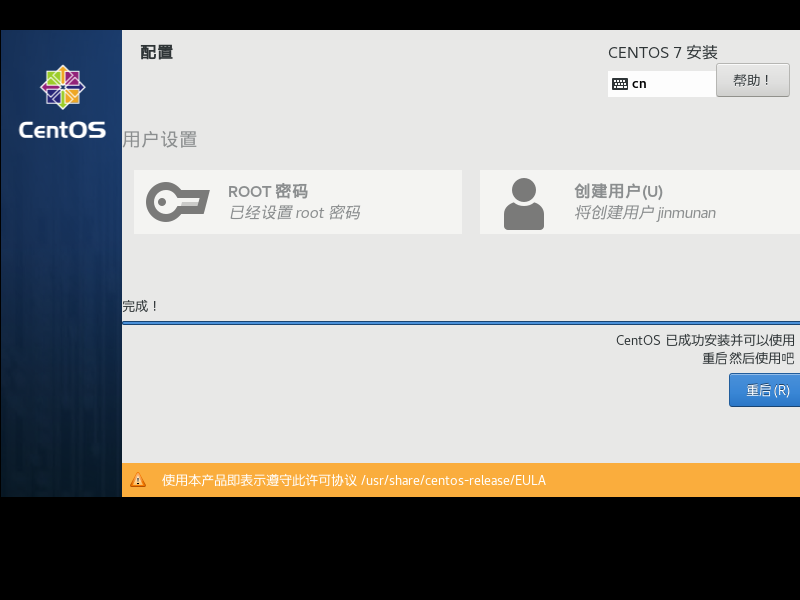 配置
CENTOS 7 安装
cn
帮助！
CentOS
用户设置
ROOT 密码
已经设置 root 密码
创建用户(U)
将创建用户 jinmunan
完成！
CentOS 已成功安装并可以使用
重启然后使用吧
重启(R)
使用本产品即表示遵守此许可协议 /usr/share/centos-release/EULA